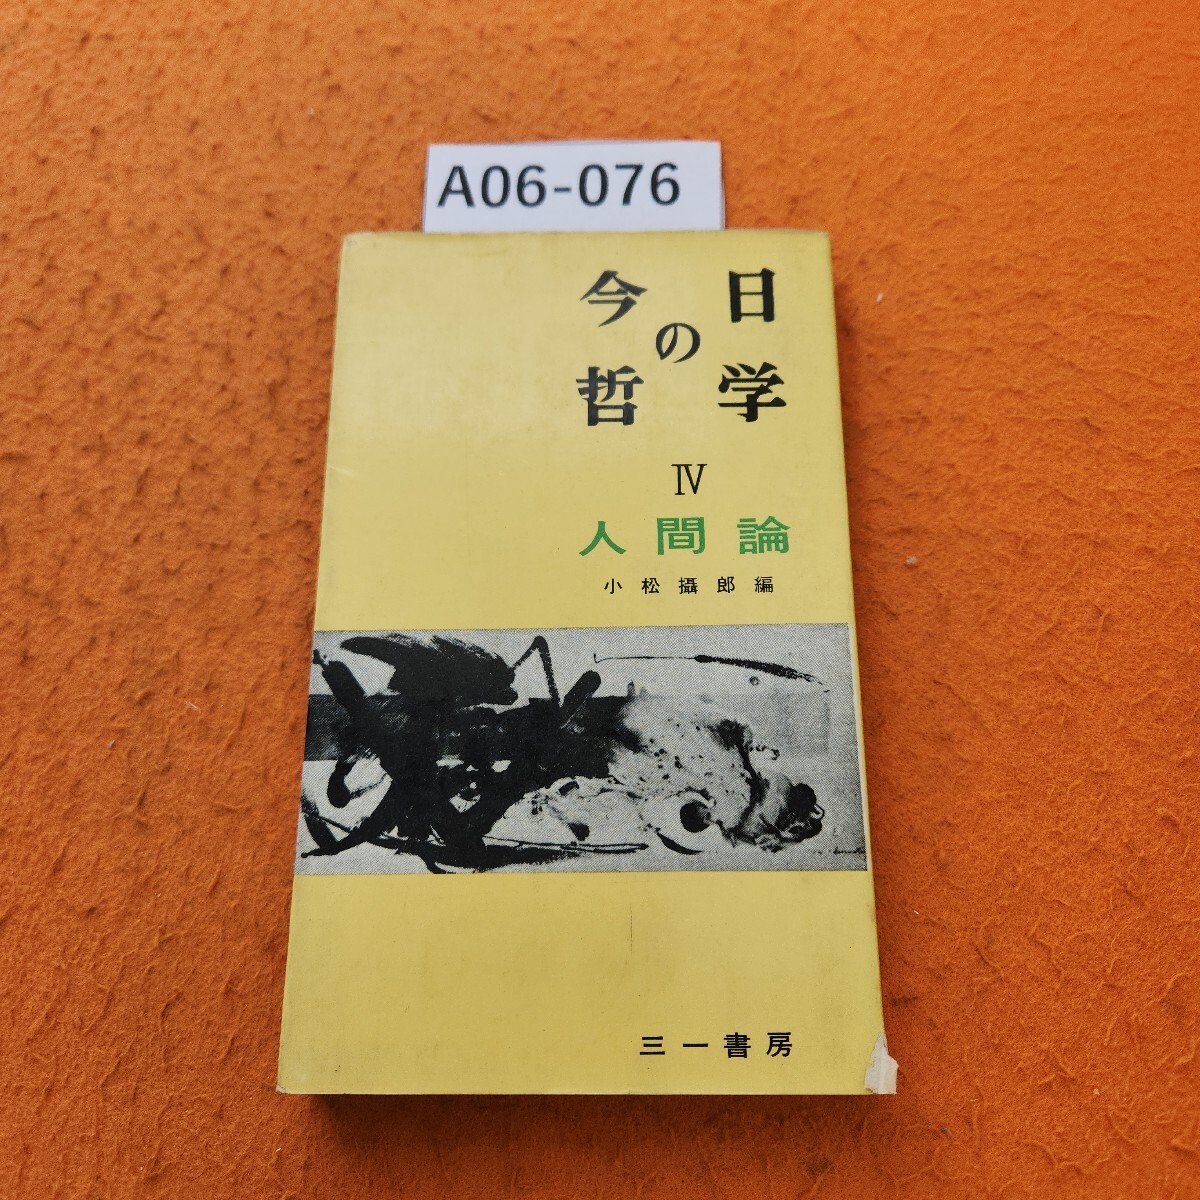 A06-076
今日の哲学
IV
人間論
小松攝郎編
三一書房